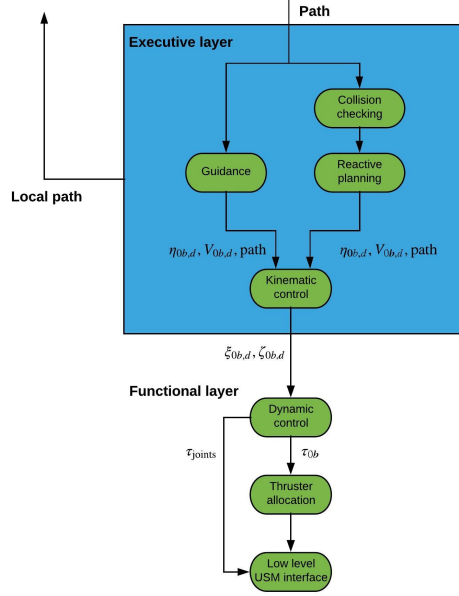 Path
Executive layer
Collision
checking
Guidance
Reactive
planning
Local path
η0b,d, V0b,d, path
η0b,d, V0b,d, path
Kinematic
control
ξ0b,d, ζ0b,d
Functional layer
Dynamic
control
τjoints
τ0b
Thruster
allocation
Low level
USM interface